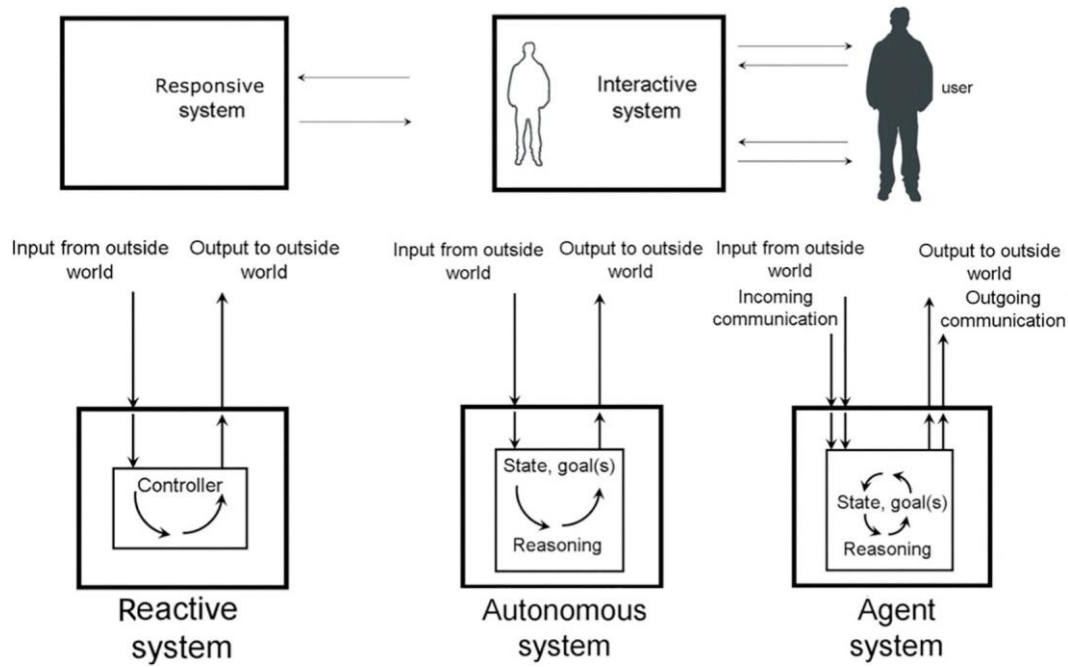 Responsive
system
Interactive
system
user
Input from outside
world
Output to outside
world
Controller
Reactive
system
Input from outside
world
Output to outside
world
State, goal(s)
Reasoning
Autonomous
system
Input from outside
world
Incoming
communication
Output to outside
world
Outgoing
communication
State, goal(s)
Reasoning
Agent
system